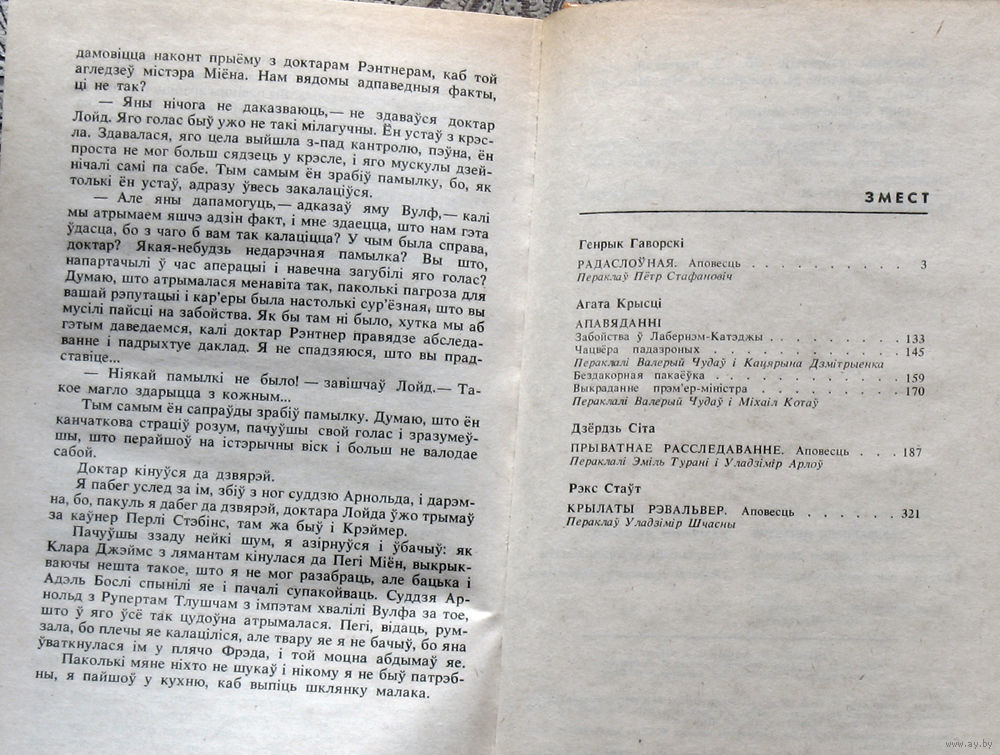 дамовіцца наконт прыёму з доктарам Рэнтнерам, каб той
агледзеў містэра Міёна. Нам вядомы адпаведныя факты,
ці не так?
— Яны нічога не даказваюць,— не здаваўся доктар
Лойд. Яго голас быў ужо не такі мілагучны. Ён устаў з крэс-
ла. Здавалася, яго цела выйшла з-пад кантролю, пэўна, ён
проста не мог больш сядзець у крэсле, і яго мускулы дзей-
нічалі самі па сабе. Тым самым ён зрабіў памылку, бо, як
толькі ён устаў, адразу ўвесь закалаціўся.
— Але яны дапамогуць,— адказаў яму Вулф,— калі
мы атрымаем яшчэ адзін факт, і мне здаецца, што нам гэта
ўдасца, бо з чаго б вам так калаціцца? У чым была справа,
доктар? Якая-небудзь недарэчная памылка? Вы што,
напартачылі ў час аперацыі і навечна загубілі яго голас?
Думаю, што атрымалася менавіта так, паколькі пагроза для
вашай рэпутацыі і кар'еры была настолькі сур'ёзная, што вы
мусілі пайсці на забойства. Як бы там ні было, хутка мы аб
гэтым даведаемся, калі доктар Рэнтнер правядзе абследа-
ванне і падрыхтуе даклад. Я не спадзяюся, што вы прад-
ставіце...
— Ніякай памылкі не было! — завішчаў Лойд.— Та-
кое магло здарыцца з кожным...
Тым самым ён сапраўды зрабіў памылку. Думаю, што ён
канчаткова страціў розум, пачуўшы свой голас і зразумеў-
шы, што перайшоў на істэрычны віск і больш не валодае
сабой.
Доктар кінуўся да дзвярэй.
Я пабег услед за ім, збіў з ног суддзю Арнольда, і дарэм-
на, бо, пакуль я дабег да дзвярэй, доктара Лойда ўжо трымаў
за каўнер Перлі Стэбінс, там жа быў і Крэймер.
Пачуўшы ззаду нейкі шум, я азірнуўся і ўбачыў: як
Клара Джэймс з лямантам кінулася да Пегі Міён, выкрык-
ваючы нешта такое, што я не мог разабраць, але бацька і
Адэль Бослі спынілі яе і пачалі супакойваць. Суддзя Ар-
нольд з Рупертам Тлушчам з імпэтам хвалілі Вулфа за тое,
што ў яго ўсё так цудоўна атрымалася. Пегі, відаць, рум-
зала, бо плечы яе калаціліся, але твару яе я не бачыў, бо яна
ўваткнулася ім у плячо Фрэда, і той моцна абдымаў яе.
Паколькі мяне ніхто не шукаў і нікому я не быў патрэб-
ны, я пайшоў у кухню, каб выпіць шклянку малака.
ЗМЕСТ
Генрык Гаворскі
РАДАСЛОЎНАЯ. Аповесць . . . . . . . . . . 3
Пераклаў Пётр Стафановіч
Агата Крысці
АПАВЯДАННІ
Забойства ў Лабернэм-Катэджы . . . . . . . . 133
Чацвёра падазроных . . . . . . . . . . . 145
Пераклалі Валерый Чудаў і Кацярына Дзмітрыенка
Бездакорная пакаёўка . . . . . . . . . . . 159
Выкраданне прэм'ер-міністра . . . . . . . . . 170
Пераклалі Валерый Чудаў і Міхаіл Котаў
Дзёрдзь Сіта
ПРЫВАТНАЕ РАССЛЕДАВАННЕ. Аповесць . . . 187
Пераклалі Эміль Турані і Уладзімір Арлоў
Рэкс Стаўт
КРЫЛАТЫ РЭВАЛЬВЕР. Аповесць . . . . . . 321
Пераклаў Уладзімір Шчасны
www.ay.by